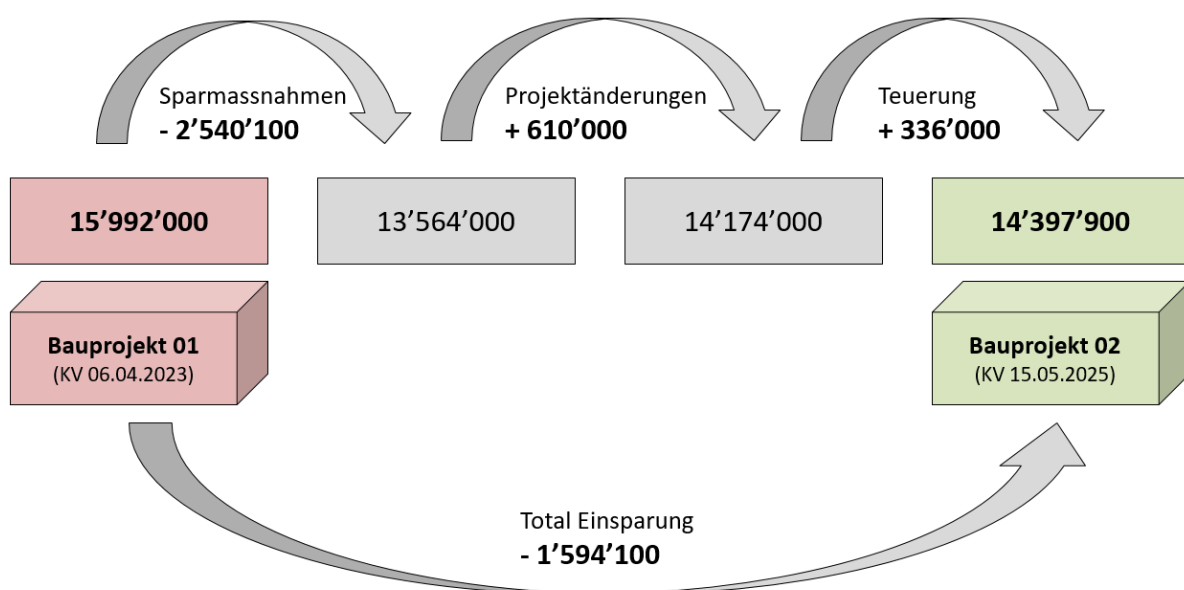 Sparmassnahmen
- 2’540’100
Projektänderungen
+ 610’000
Teuerung
+ 336’000
15’992’000
13’564’000
14’174’000
14’397’900
Bauprojekt 01
(KV 06.04.2023)
Bauprojekt 02
(KV 15.05.2025)
Total Einsparung
- 1’594’100